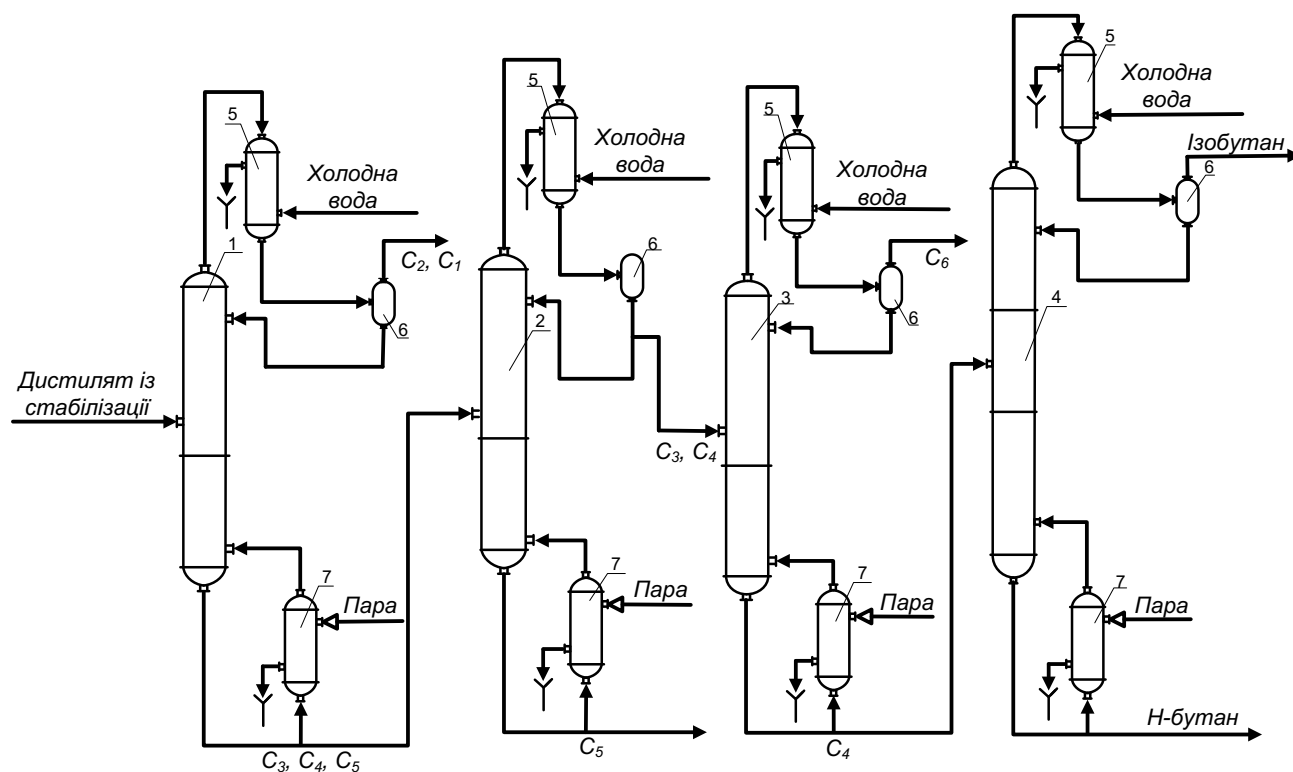 5
Холодна
вода
1
C2, C1
6
Дистилят із
стабілізації
7
Пара
C3, C4, C5
5
Холодна
вода
6
2
C3, C4
7
Пара
C5
5
Холодна
вода
C6
3
6
7
Пара
C4
5
Холодна
вода
Ізобутан
6
4
7
Пара
Н-бутан